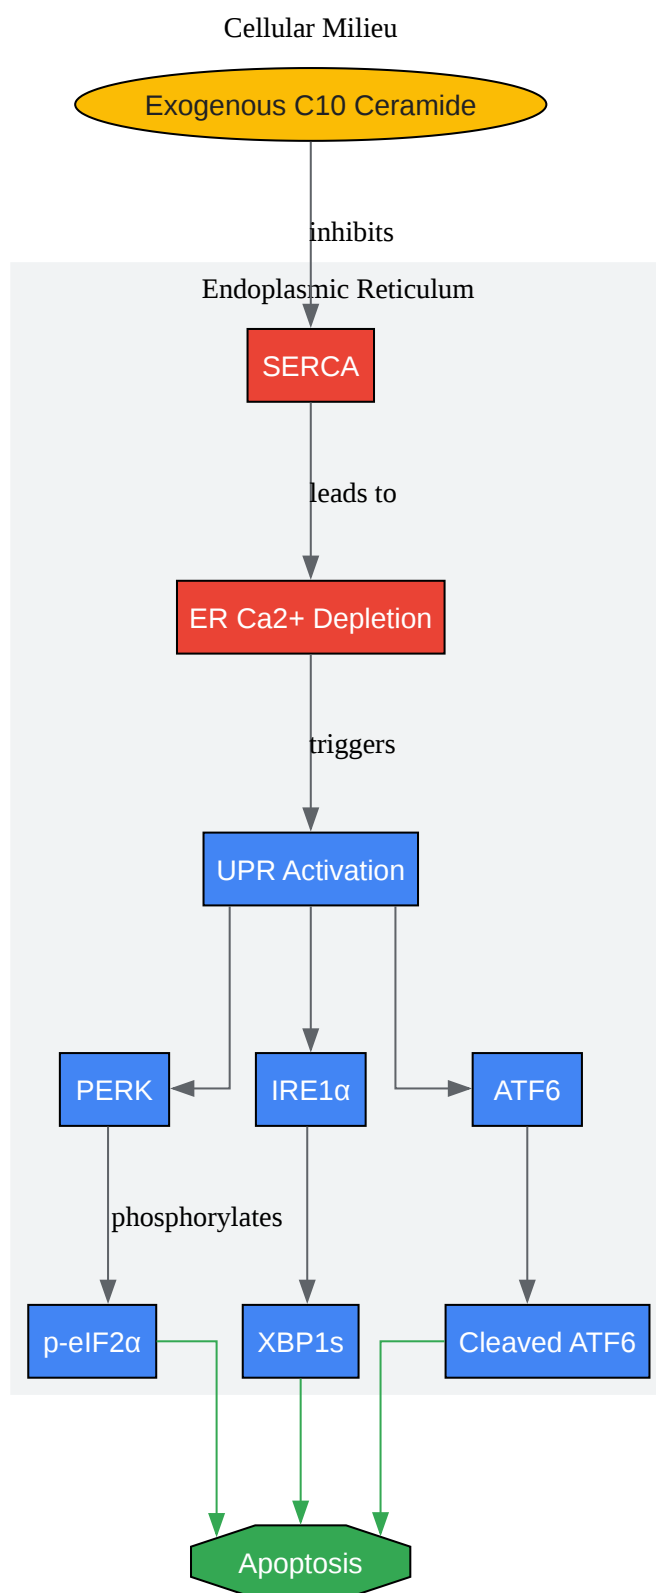 Cellular Milieu
Exogenous C10 Ceramide
inhibits
Endoplasmic Reticulum
SERCA
leads to
ER Ca2+ Depletion
triggers
UPR Activation
PERK
IRE1α
ATF6
phosphorylates
p-eIF2α
XBP1s
Cleaved ATF6
Apoptosis